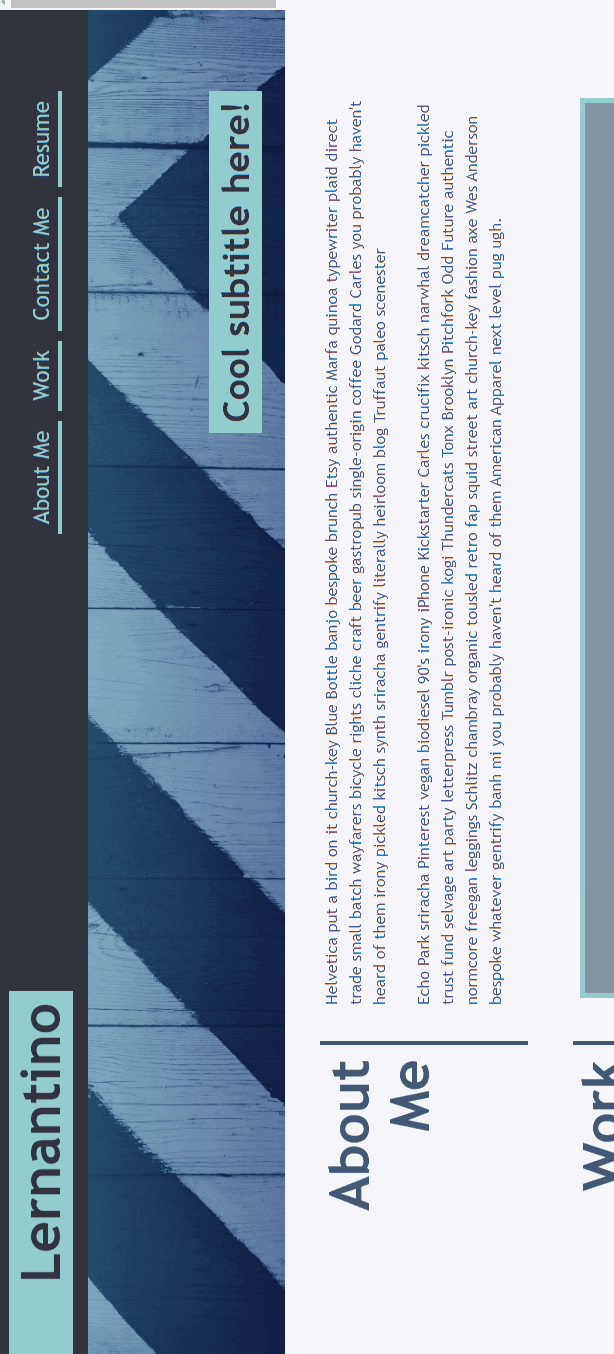 Lernantino
About Me
Work
Contact Me
Resume
Cool subtitle here!
About
Me
Helvetica put a bird on it church-key Blue Bottle banjo bespoke brunch Etsy authentic Marfa quinoa typewriter plaid direct
trade small batch wayfarers bicycle rights cliche craft beer gastropub single-origin coffee Godard Carles you probably haven't
heard of them irony pickled kitsch synth sriracha gentrify literally heirloom blog Truffaut paleo scenester
Echo Park sriracha Pinterest vegan biodiesel 90's irony iPhone Kickstarter Carles crucifix kitsch narwhal dreamcatcher pickled
trust fund selvage art party letterpress Tumblr post-ironic kogi Thundercats Tonx Brooklyn Pitchfork Odd Future authentic
normcore freegan leggings Schlitz chambray organic tousled retro fap squid street art church-key fashion axe Wes Anderson
bespoke whatever gentrify banh mi you probably haven't heard of them American Apparel next level pug ugh.
Work